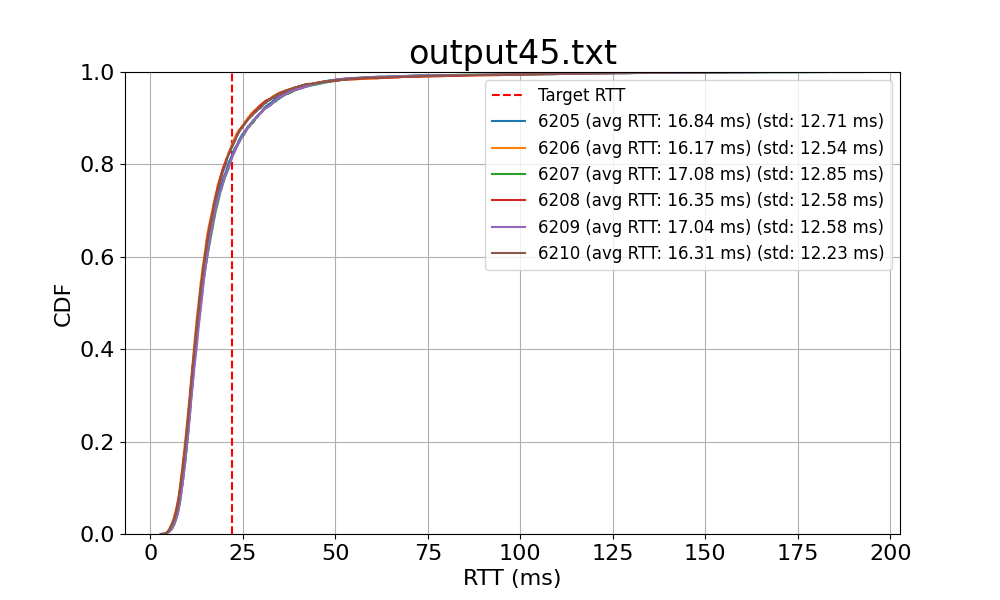 output45.txt
1.0
0.8
0.6
0.4
0.2
0.0
CDF
Target RTT
6205 (avg RTT: 16.84 ms) (std: 12.71 ms)
6206 (avg RTT: 16.17 ms) (std: 12.54 ms)
6207 (avg RTT: 17.08 ms) (std: 12.85 ms)
6208 (avg RTT: 16.35 ms) (std: 12.58 ms)
6209 (avg RTT: 17.04 ms) (std: 12.58 ms)
6210 (avg RTT: 16.31 ms) (std: 12.23 ms)
0 25 50 75 100 125 150 175 200
RTT (ms)